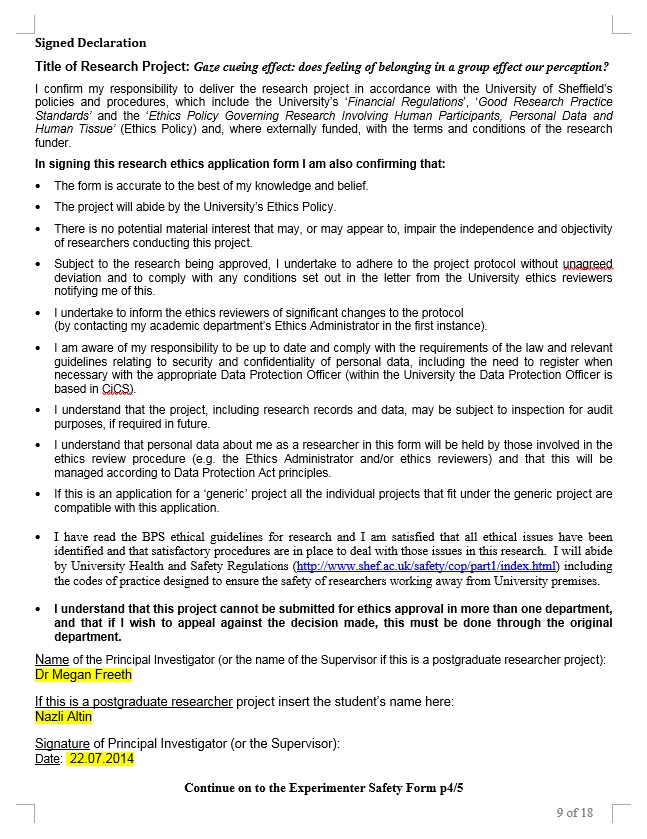 Signed Declaration
Title of Research Project: Gaze cueing effect: does feeling of belonging in a group effect our perception?
I confirm my responsibility to deliver the research project in accordance with the University of Sheffield's
policies and procedures, which include the University's ‘Financial Regulations’, ‘Good Research Practice
Standards’ and the ‘Ethics Policy Governing Research Involving Human Participants, Personal Data and
Human Tissue’ (Ethics Policy) and, where externally funded, with the terms and conditions of the research
funder.
In signing this research ethics application form I am also confirming that:
• The form is accurate to the best of my knowledge and belief.
• The project will abide by the University's Ethics Policy.
• There is no potential material interest that may, or may appear to, impair the independence and objectivity
of researchers conducting this project.
• Subject to the research being approved, I undertake to adhere to the project protocol without unagreed
deviation and to comply with any conditions set out in the letter from the University ethics reviewers
notifying me of this.
• I undertake to inform the ethics reviewers of significant changes to the protocol
(by contacting my academic department's Ethics Administrator in the first instance).
• I am aware of my responsibility to be up to date and comply with the requirements of the law and relevant
guidelines relating to security and confidentiality of personal data, including the need to register when
necessary with the appropriate Data Protection Officer (within the University the Data Protection Officer is
based in CiCS).
• I understand that the project, including research records and data, may be subject to inspection for audit
purposes, if required in future.
• I understand that personal data about me as a researcher in this form will be held by those involved in the
ethics review procedure (e.g. the Ethics Administrator and/or ethics reviewers) and that this will be
managed according to Data Protection Act principles.
• If this is an application for a ‘generic’ project all the individual projects that fit under the generic project are
compatible with this application.
• I have read the BPS ethical guidelines for research and I am satisfied that all ethical issues have been
identified and that satisfactory procedures are in place to deal with those issues in this research. I will abide
by University Health and Safety Regulations (http://www.shef.ac.uk/safety/cop/part1/index.html) including
the codes of practice designed to ensure the safety of researchers working away from University premises.
• I understand that this project cannot be submitted for ethics approval in more than one department,
and that if I wish to appeal against the decision made, this must be done through the original
department.
Name of the Principal Investigator (or the name of the Supervisor if this is a postgraduate researcher project):
Dr Megan Freeth
If this is a postgraduate researcher project insert the student's name here:
Nazli Altin
Signature of Principal Investigator (or the Supervisor):
Date: 22.07.2014
Continue on to the Experimenter Safety Form p4/5
9 of 18